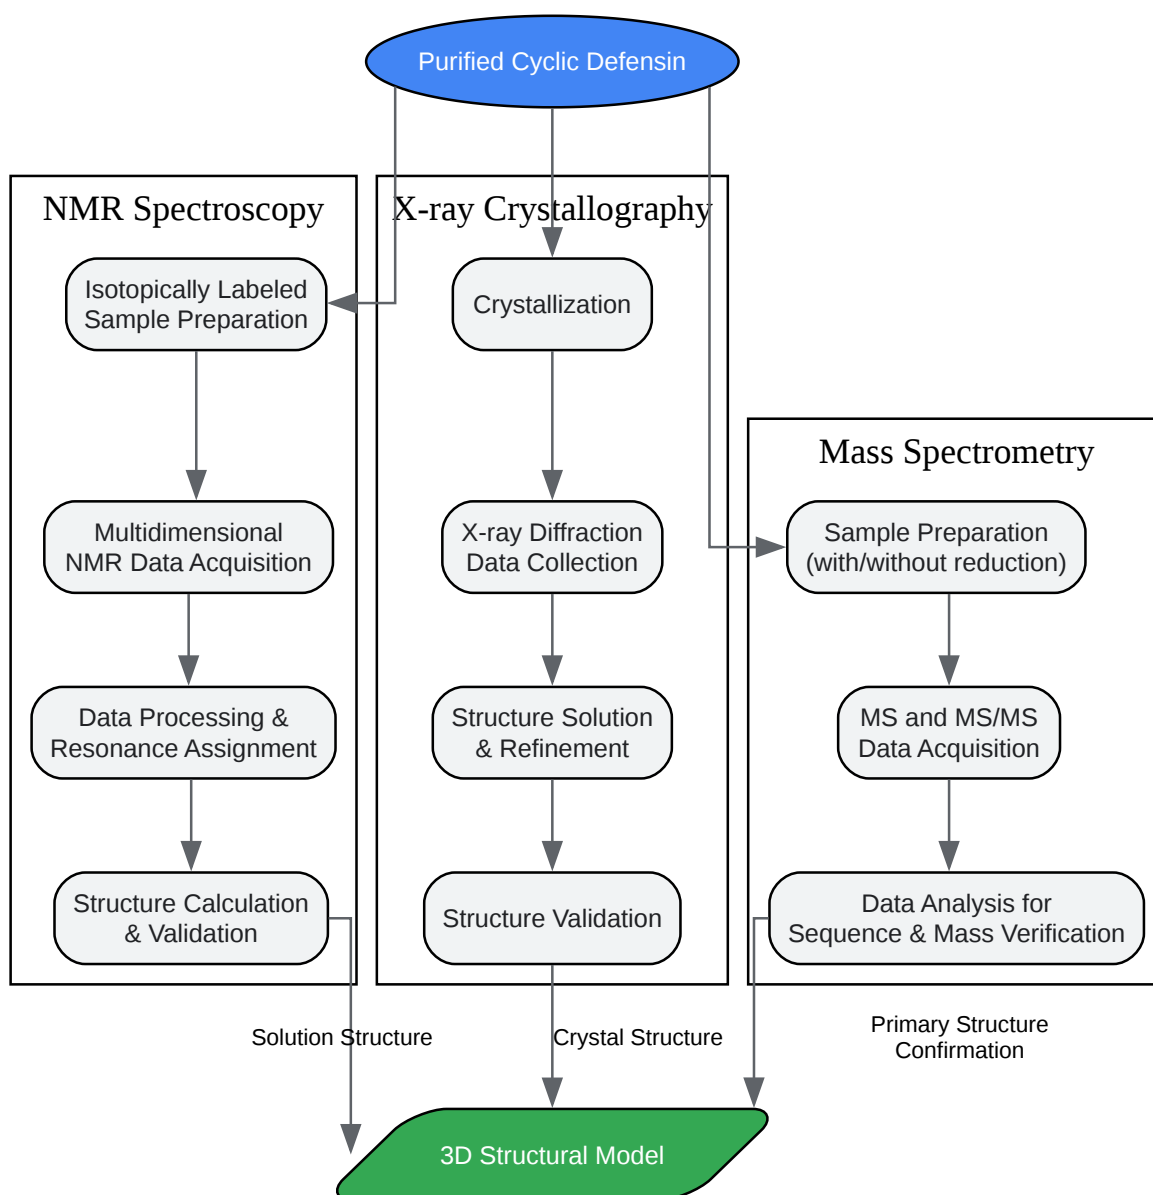 Purified Cyclic Defensin
NMR Spectroscopy
Isotopically Labeled
Sample Preparation
Multidimensional
NMR Data Acquisition
Data Processing &
Resonance Assignment
Structure Calculation
& Validation
Solution Structure
X-ray Crystallography
Crystallization
X-ray Diffraction
Data Collection
Structure Solution
& Refinement
Structure Validation
Crystal Structure
Mass Spectrometry
Sample Preparation
(with/without reduction)
MS and MS/MS
Data Acquisition
Data Analysis for
Sequence & Mass Verification
Primary Structure
Confirmation
3D Structural Model